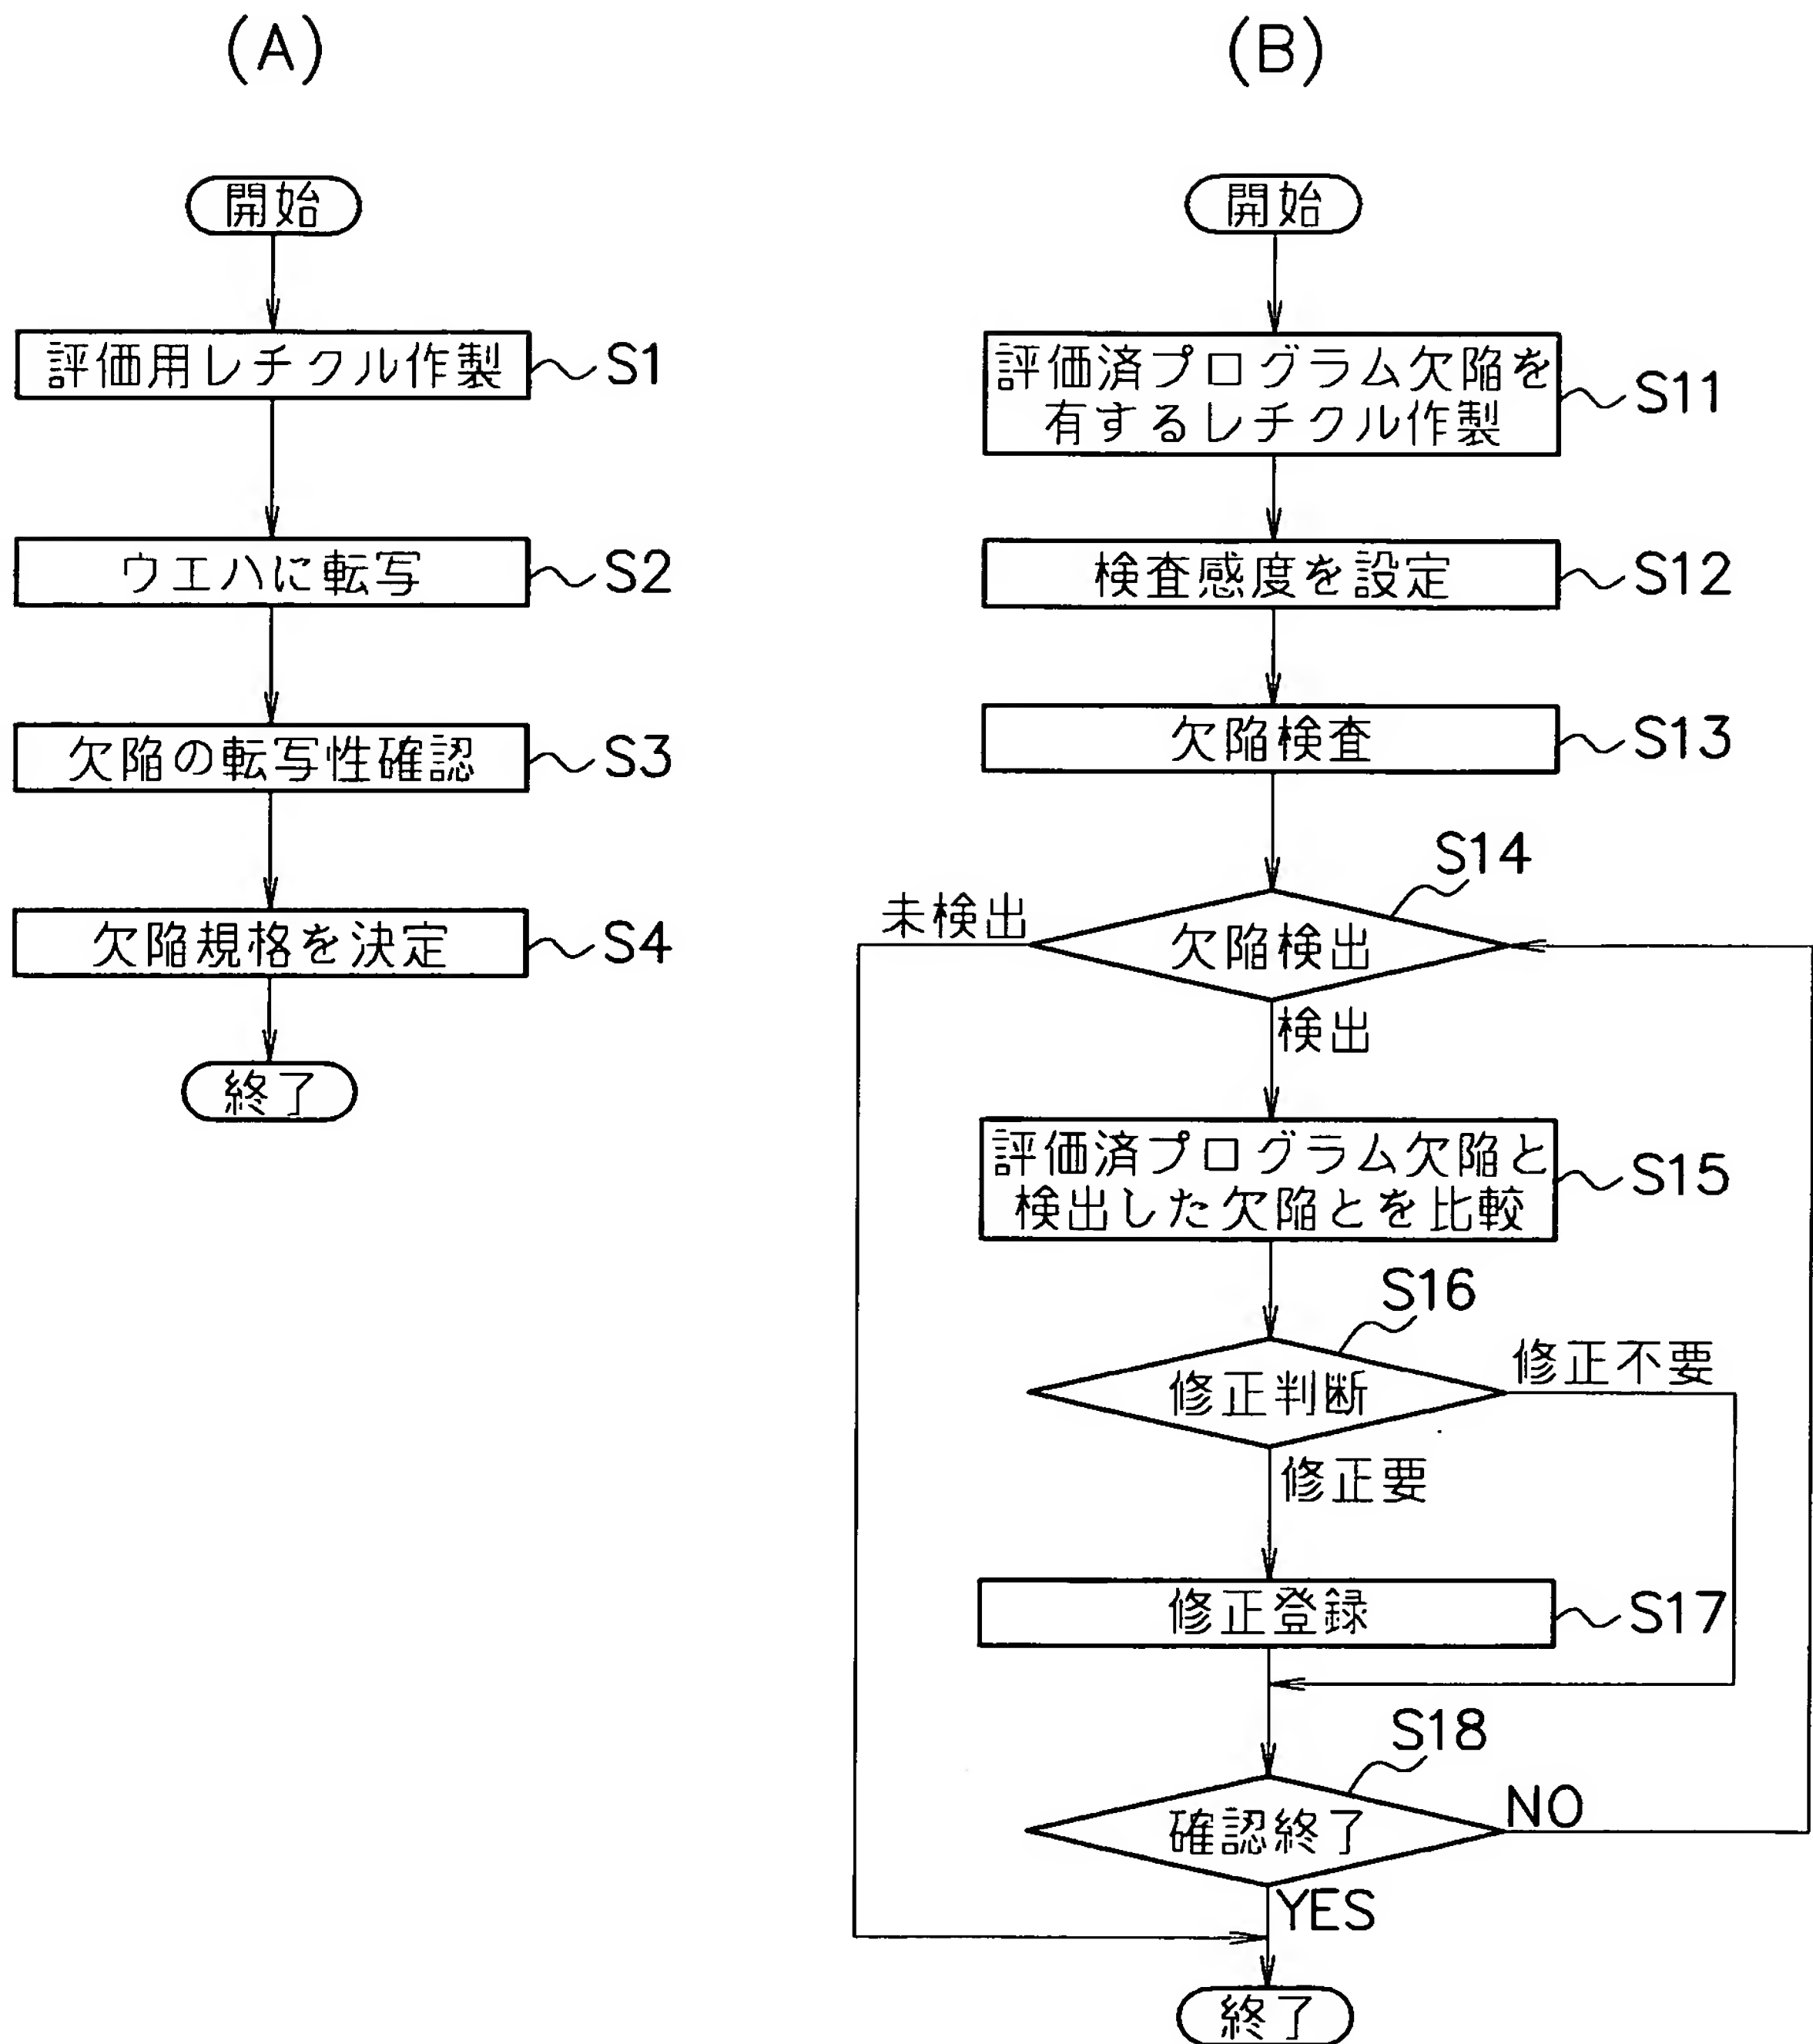 (A)
開始
評価用レチクル作製
S1
ウエハに転写
S2
欠陥の転写性確認
S3
欠陥規格を決定
S4
終了
(B)
開始
評価済プログラム欠陥を
有するレチクル作製
S11
検査感度を設定
S12
欠陥検査
S13
S14
未検出
欠陥検出
検出
評価済プログラム欠陥と
検出した欠陥とを比較
S15
S16
修正不要
修正判断
修正要
修正登録
S17
S18
確認終了
NO
YES
終了